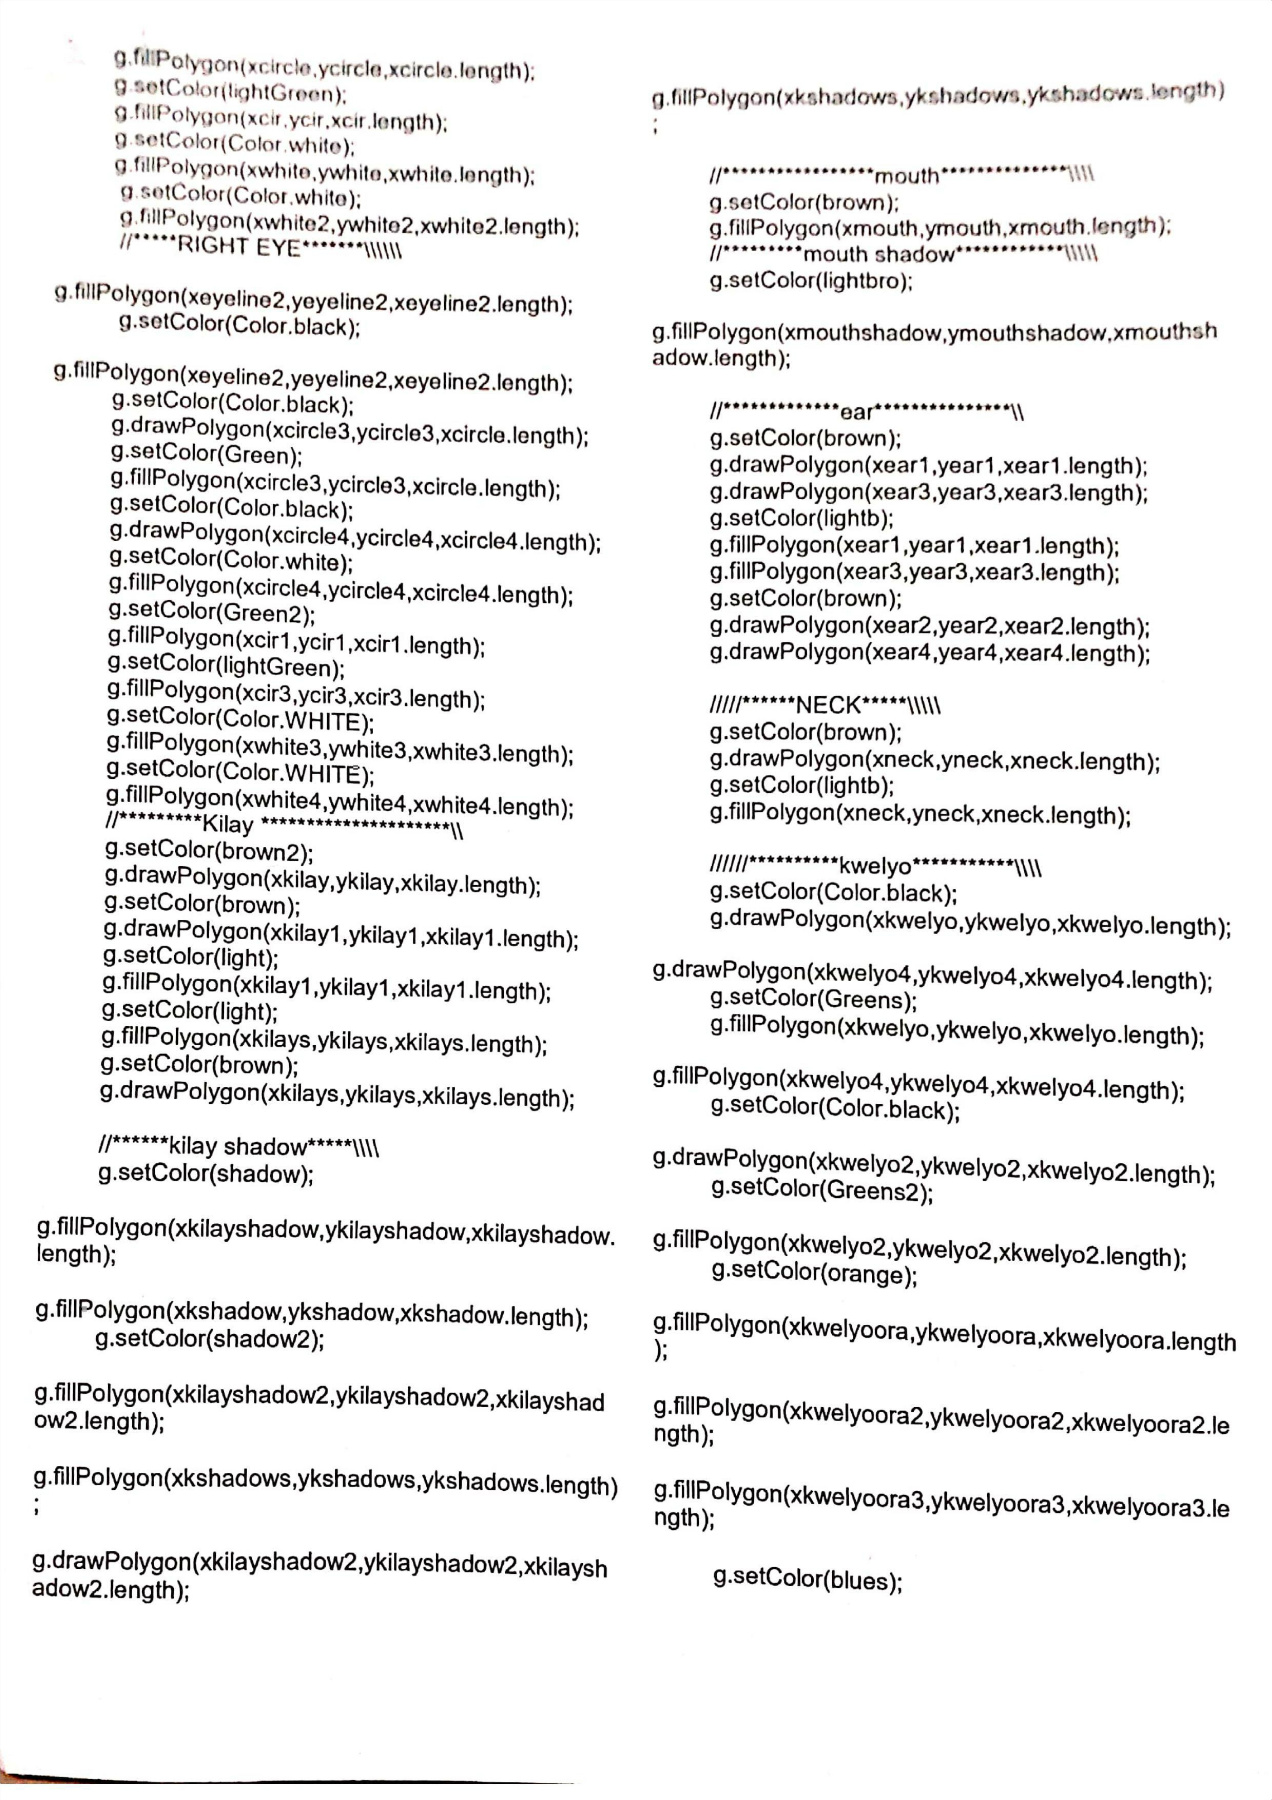 g.fillPolygon(xcircle,ycircle,xcircle.length);
g.setColor(lightGreen);
g.fillPolygon(xcir,ycir,xcir.length);
g.setColor(Color.white);
g.fillPolygon(xwhite,ywhite,xwhite.length);
g.setColor(Color.white);
g.fillPolygon(xwhite2,ywhite2,xwhite2.length);
//*****RIGHT EYE*******\\\\\\
g.fillPolygon(xeyeline2,yeyeline2,xeyeline2.length);
g.setColor(Color.black);
g.fillPolygon(xeyeline2,yeyeline2,xeyeline2.length);
g.setColor(Color.black);
g.drawPolygon(xcircle3,ycircle3,xcircle.length);
g.setColor(Green);
g.fillPolygon(xcircle3,ycircle3,xcircle.length);
g.setColor(Color.black);
g.drawPolygon(xcircle4,ycircle4,xcircle4.length);
g.setColor(Color.white);
g.fillPolygon(xcircle4,ycircle4,xcircle4.length);
g.setColor(Green2);
g.fillPolygon(xcir1,ycir1,xcir1.length);
g.setColor(lightGreen);
g.fillPolygon(xcir3,ycir3,xcir3.length);
g.setColor(Color.WHITE);
g.fillPolygon(xwhite3,ywhite3,xwhite3.length);
g.setColor(Color.WHITE);
g.fillPolygon(xwhite4,ywhite4,xwhite4.length);
//*********Kilay *********************\\
g.setColor(brown2);
g.drawPolygon(xkilay,ykilay,xkilay.length);
g.setColor(brown);
g.drawPolygon(xkilay1,ykilay1,xkilay1.length);
g.setColor(light);
g.fillPolygon(xkilay1,ykilay1,xkilay1.length);
g.setColor(light);
g.fillPolygon(xkilays,ykilays,xkilays.length);
g.setColor(brown);
g.drawPolygon(xkilays,ykilays,xkilays.length);
//******kilay shadow*****\\\\
g.setColor(shadow);
g.fillPolygon(xkilayshadow,ykilayshadow,xkilayshadow.
length);
g.fillPolygon(xkshadow,ykshadow,xkshadow.length);
g.setColor(shadow2);
g.fillPolygon(xkilayshadow2,ykilayshadow2,xkilayshad
ow2.length);
g.fillPolygon(xkshadows,ykshadows,ykshadows.length)
;
g.drawPolygon(xkilayshadow2,ykilayshadow2,xkilaysh
adow2.length);
g.fillPolygon(xkshadows,ykshadows,ykshadows.length)
;
//*****************mouth**************\\\\
g.setColor(brown);
g.fillPolygon(xmouth,ymouth,xmouth.length);
//*********mouth shadow************\\\\\
g.setColor(lightbro);
g.fillPolygon(xmouthshadow,ymouthshadow,xmouthsh
adow.length);
//*************ear***************\\
g.setColor(brown);
g.drawPolygon(xear1,year1,xear1.length);
g.drawPolygon(xear3,year3,xear3.length);
g.setColor(lightb);
g.fillPolygon(xear1,year1,xear1.length);
g.fillPolygon(xear3,year3,xear3.length);
g.setColor(brown);
g.drawPolygon(xear2,year2,xear2.length);
g.drawPolygon(xear4,year4,xear4.length);
/////******NECK*****\\\\\
g.setColor(brown);
g.drawPolygon(xneck,yneck,xneck.length);
g.setColor(lightb);
g.fillPolygon(xneck,yneck,xneck.length);
//////**********kwelyo***********\\\\
g.setColor(Color.black);
g.drawPolygon(xkwelyo,ykwelyo,xkwelyo.length);
g.drawPolygon(xkwelyo4,ykwelyo4,xkwelyo4.length);
g.setColor(Greens);
g.fillPolygon(xkwelyo,ykwelyo,xkwelyo.length);
g.fillPolygon(xkwelyo4,ykwelyo4,xkwelyo4.length);
g.setColor(Color.black);
g.drawPolygon(xkwelyo2,ykwelyo2,xkwelyo2.length);
g.setColor(Greens2);
g.fillPolygon(xkwelyo2,ykwelyo2,xkwelyo2.length);
g.setColor(orange);
g.fillPolygon(xkwelyoora,ykwelyoora,xkwelyoora.length
);
g.fillPolygon(xkwelyoora2,ykwelyoora2,xkwelyoora2.le
ngth);
g.fillPolygon(xkwelyoora3,ykwelyoora3,xkwelyoora3.le
ngth);
g.setColor(blues);